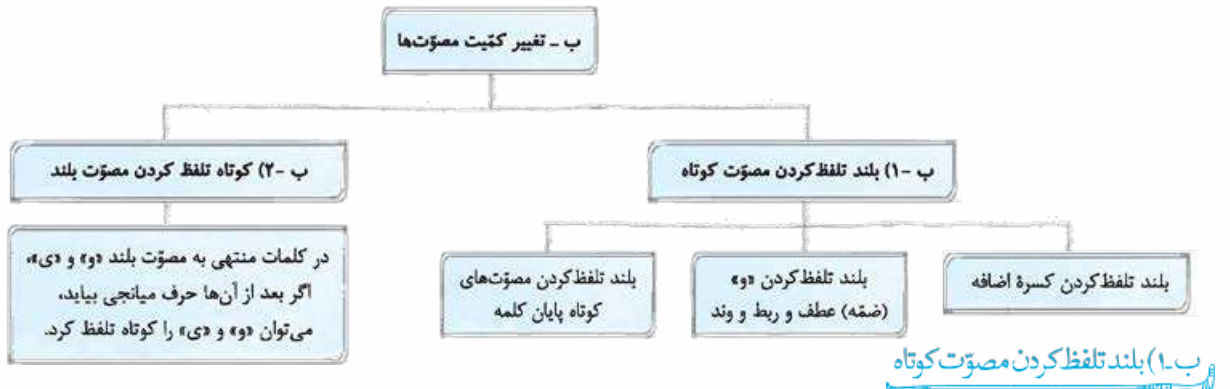 ب ـ تغییر کمّیت مصوّت‌ها
ب -۱) بلند تلفظ‌کردن مصوّت کوتاه
ب -۲) کوتاه تلفظ کردن مصوّت بلند
بلند تلفظ‌کردن کسرهٔ اضافه
بلند تلفظ‌کردن «و»
(ضمّه) عطف و ربط و وند
بلند تلفظ‌کردن مصوّت‌های
کوتاه پایان کلمه
در کلمات منتهی به مصوّت بلند «و» و «ی»،
اگر بعد از آن‌ها حرف میانجی بیاید،
می‌توان «و» و «ی» را کوتاه تلفظ کرد.
ب-۱) بلند تلفظ کردن مصوّت کوتاه